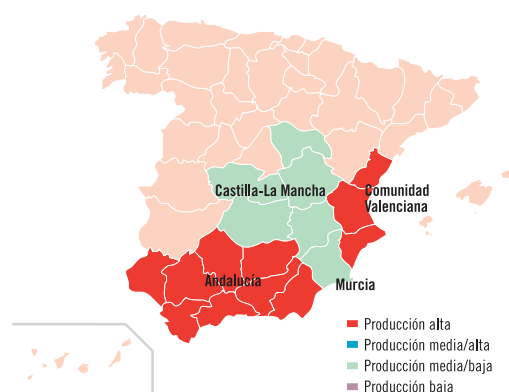 Castilla-La Mancha
Comunidad
Valenciana
Andalucía
Murcia
Producción alta
Producción media/alta
Producción media/baja
Producción baja